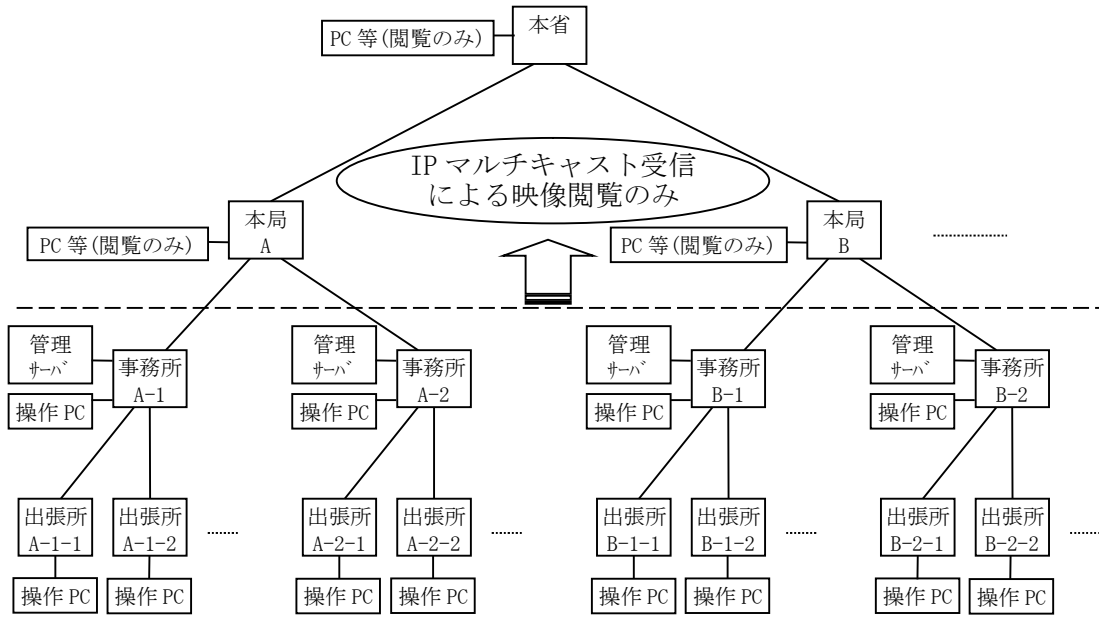 本省
PC 等(閲覧のみ)
IP マルチキャスト受信
による映像閲覧のみ
本局
A
PC 等(閲覧のみ)
本局
B
PC 等(閲覧のみ)
管理
ｻｰﾊﾞ
事務所
A-1
操作 PC
管理
ｻｰﾊﾞ
事務所
A-2
操作 PC
管理
ｻｰﾊﾞ
事務所
B-1
操作 PC
管理
ｻｰﾊﾞ
事務所
B-2
操作 PC
出張所
A-1-1
出張所
A-1-2
出張所
A-2-1
出張所
A-2-2
出張所
B-1-1
出張所
B-1-2
出張所
B-2-1
出張所
B-2-2
操作 PC
操作 PC
操作 PC
操作 PC
操作 PC
操作 PC
操作 PC
操作 PC